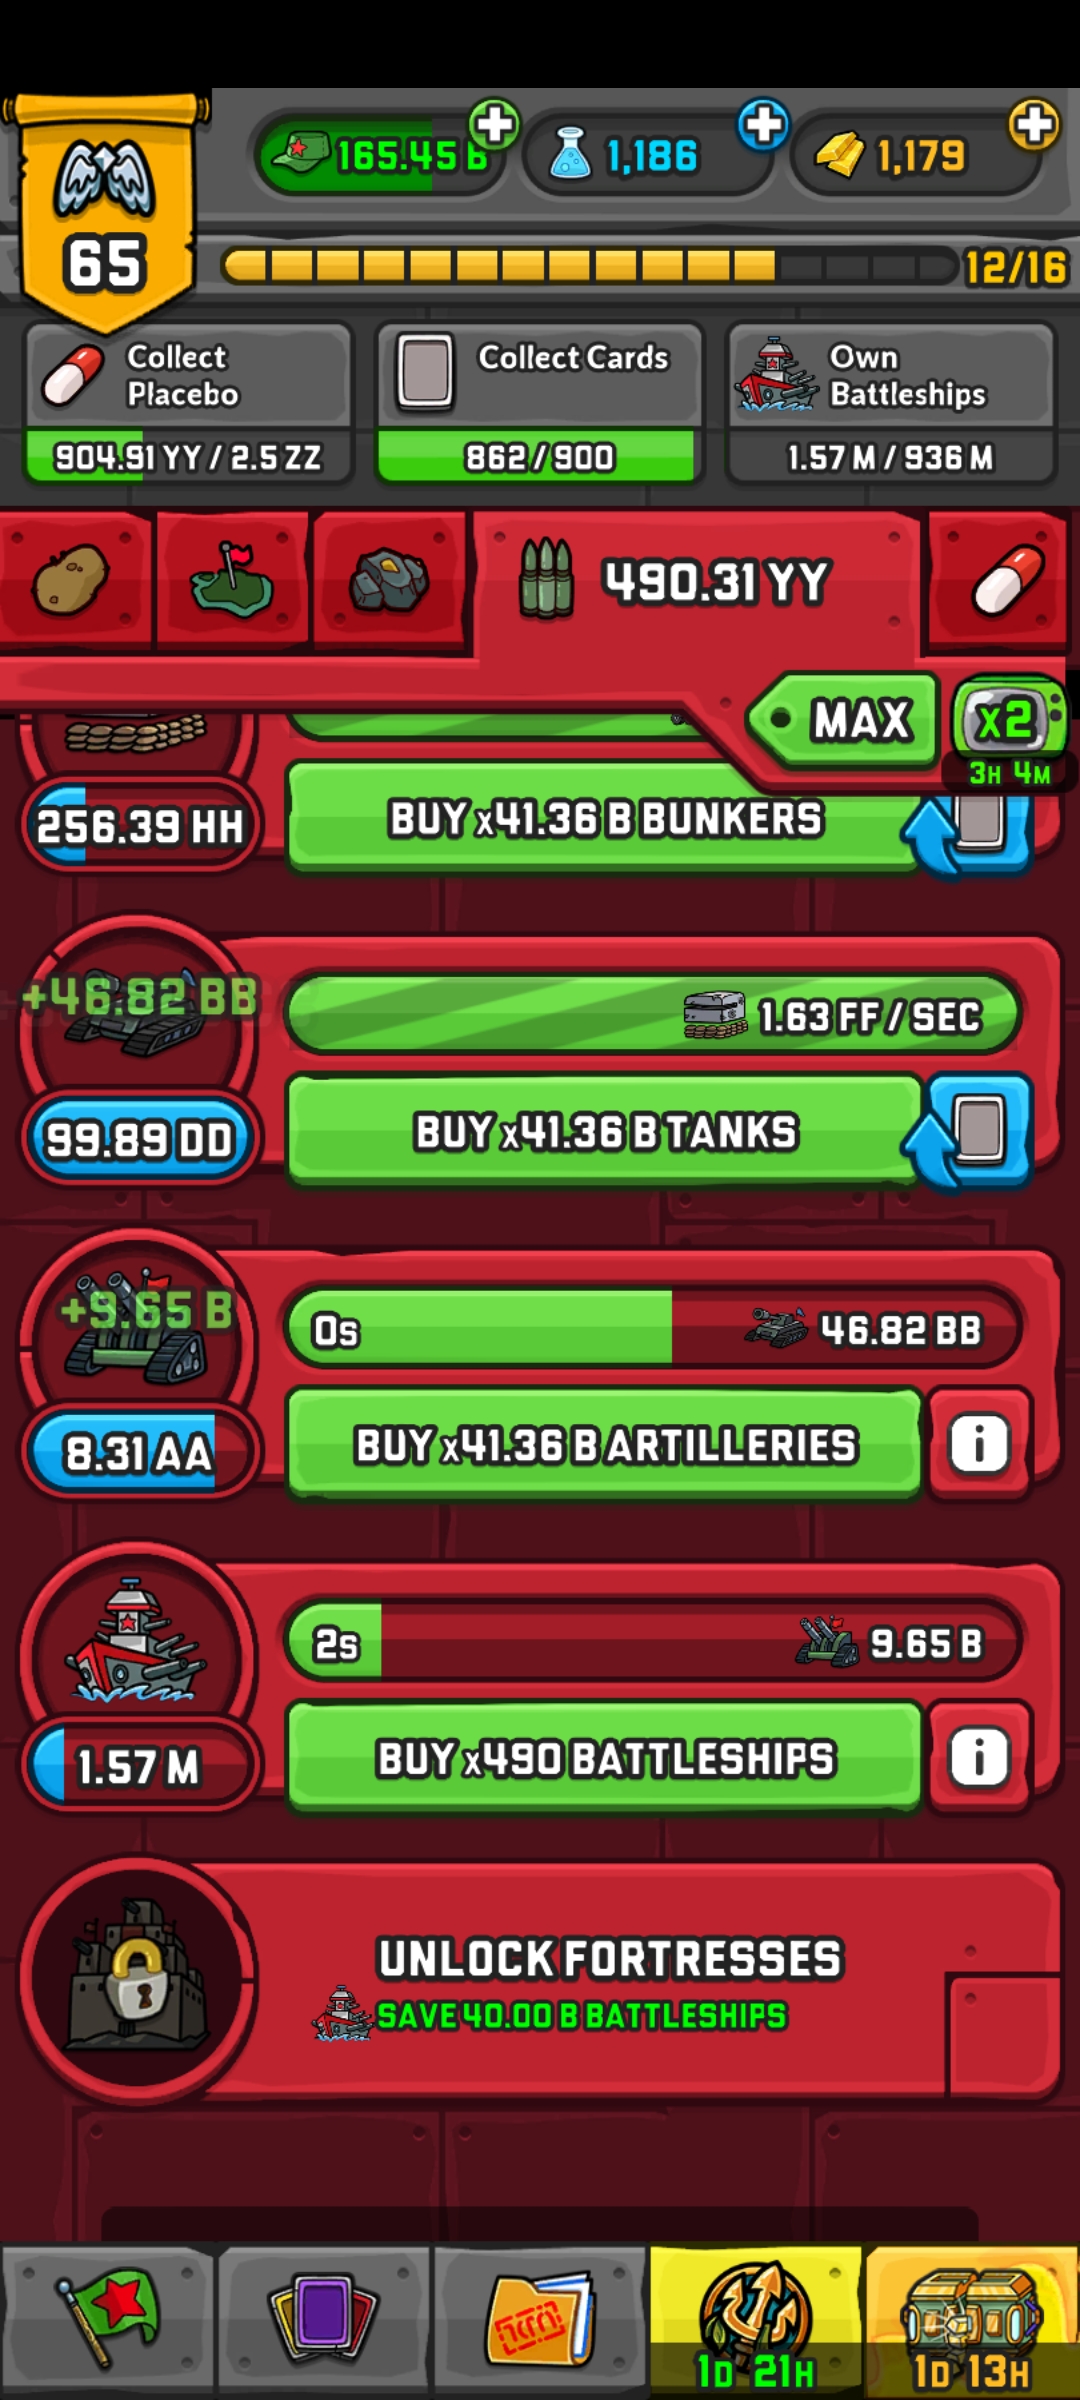 165.45 B
1,186
1,179
65
12/16
Collect Placebo
904.91 YY / 2.5 ZZ
Collect Cards
862/900
Own Battleships
1.57 M / 936 M
490.31 YY
MAX
x2
3H 4M
256.39 HH
BUY x41.36 B BUNKERS
+46.82 BB
1.63 FF / SEC
99.89 DD
BUY x41.36 B TANKS
+9.65 B
0s
46.82 BB
8.31 AA
BUY x41.36 B ARTILLERIES
i
2s
9.65 B
1.57 M
BUY x490 BATTLESHIPS
i
UNLOCK FORTRESSES
SAVE 40.00 B BATTLESHIPS
1D 21H
1D 13H